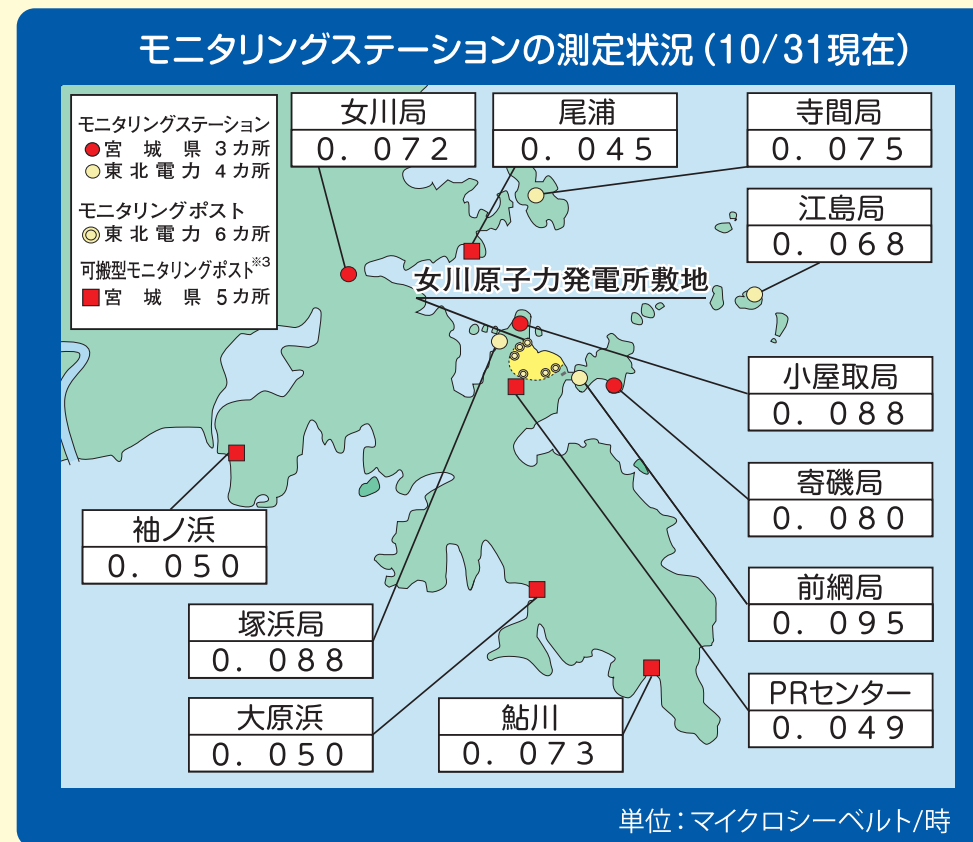 モニタリングステーションの測定状況(10/31現在)
モニタリングステーション
宮城県 3カ所
東北電力 4カ所
モニタリングポスト
東北電力 6カ所
可搬型モニタリングポスト※3
宮城県 5カ所
女川局
0.072
尾浦
0.045
寺間局
0.075
江島局
0.068
女川原子力発電所敷地
小屋取局
0.088
寄磯局
0.080
袖ノ浜
0.050
前網局
0.095
塚浜局
0.088
PRセンター
0.049
大原浜
0.050
鮎川
0.073
単位:マイクロシーベルト/時